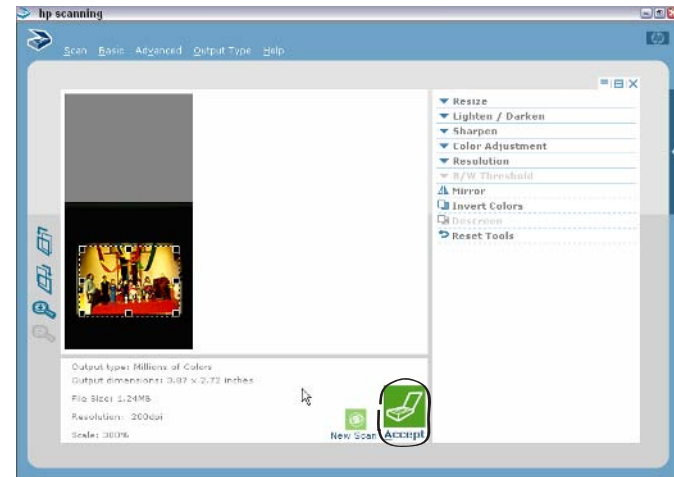 hp scanning
Scan Basic Advanced Output Type Help
Resize
Lighten / Darken
Sharpen
Color Adjustment
Resolution
B/W Threshold
Mirror
Invert Colors
Descreen
Reset Tools
Output type: Millions of Colors
Output dimensions: 3.87 x 2.72 inches
File Size: 1.24MB
Resolution: 200dpi
Scale: 300%
New Scan
Accept